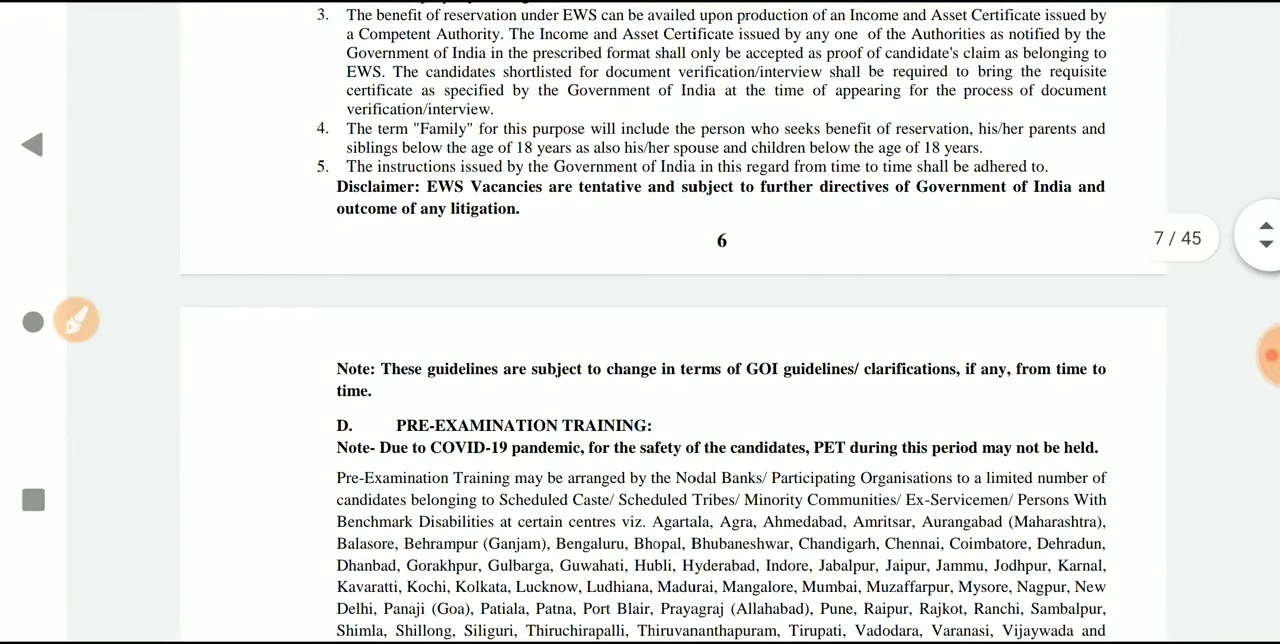 3. The benefit of reservation under EWS can be availed upon production of an Income and Asset Certificate issued by
a Competent Authority. The Income and Asset Certificate issued by any one of the Authorities as notified by the
Government of India in the prescribed format shall only be accepted as proof of candidate's claim as belonging to
EWS. The candidates shortlisted for document verification/interview shall be required to bring the requisite
certificate as specified by the Government of India at the time of appearing for the process of document
verification/interview.
4. The term "Family" for this purpose will include the person who seeks benefit of reservation, his/her parents and
siblings below the age of 18 years as also his/her spouse and children below the age of 18 years.
5. The instructions issued by the Government of India in this regard from time to time shall be adhered to.
Disclaimer: EWS Vacancies are tentative and subject to further directives of Government of India and
outcome of any litigation.
6
7 / 45
Note: These guidelines are subject to change in terms of GOI guidelines/ clarifications, if any, from time to
time.
D. PRE-EXAMINATION TRAINING:
Note- Due to COVID-19 pandemic, for the safety of the candidates, PET during this period may not be held.
Pre-Examination Training may be arranged by the Nodal Banks/ Participating Organisations to a limited number of
candidates belonging to Scheduled Caste/ Scheduled Tribes/ Minority Communities/ Ex-Servicemen/ Persons With
Benchmark Disabilities at certain centres viz. Agartala, Agra, Ahmedabad, Amritsar, Aurangabad (Maharashtra),
Balasore, Behrampur (Ganjam), Bengaluru, Bhopal, Bhubaneshwar, Chandigarh, Chennai, Coimbatore, Dehradun,
Dhanbad, Gorakhpur, Gulbarga, Guwahati, Hubli, Hyderabad, Indore, Jabalpur, Jaipur, Jammu, Jodhpur, Karnal,
Kavaratti, Kochi, Kolkata, Lucknow, Ludhiana, Madurai, Mangalore, Mumbai, Muzaffarpur, Mysore, Nagpur, New
Delhi, Panaji (Goa), Patiala, Patna, Port Blair, Prayagraj (Allahabad), Pune, Raipur, Rajkot, Ranchi, Sambalpur,
Shimla, Shillong, Siliguri, Thiruchirapalli, Thiruvananthapuram, Tirupati, Vadodara, Varanasi, Vijaywada and